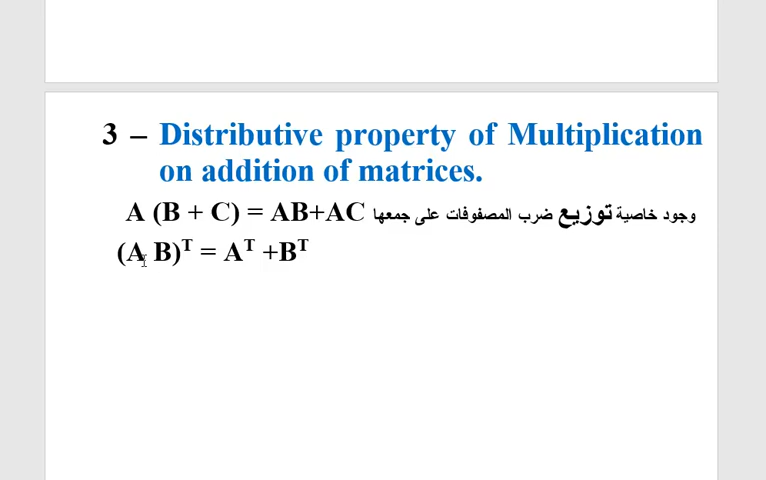 3 – Distributive property of Multiplication
on addition of matrices.
A (B + C) = AB+AC وجود خاصية توزيع ضرب المصفوفات على جمعها
(A B)ᵀ = Aᵀ +Bᵀ